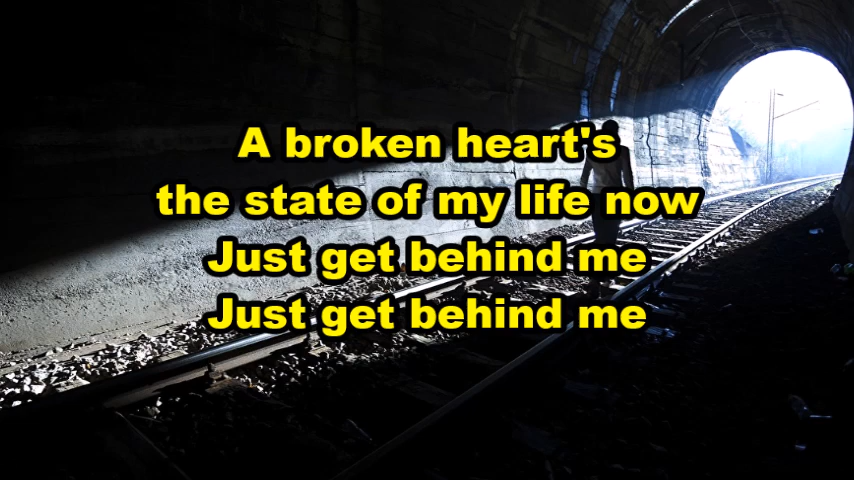 A broken heart's
the state of my life now
Just get behind me
Just get behind me